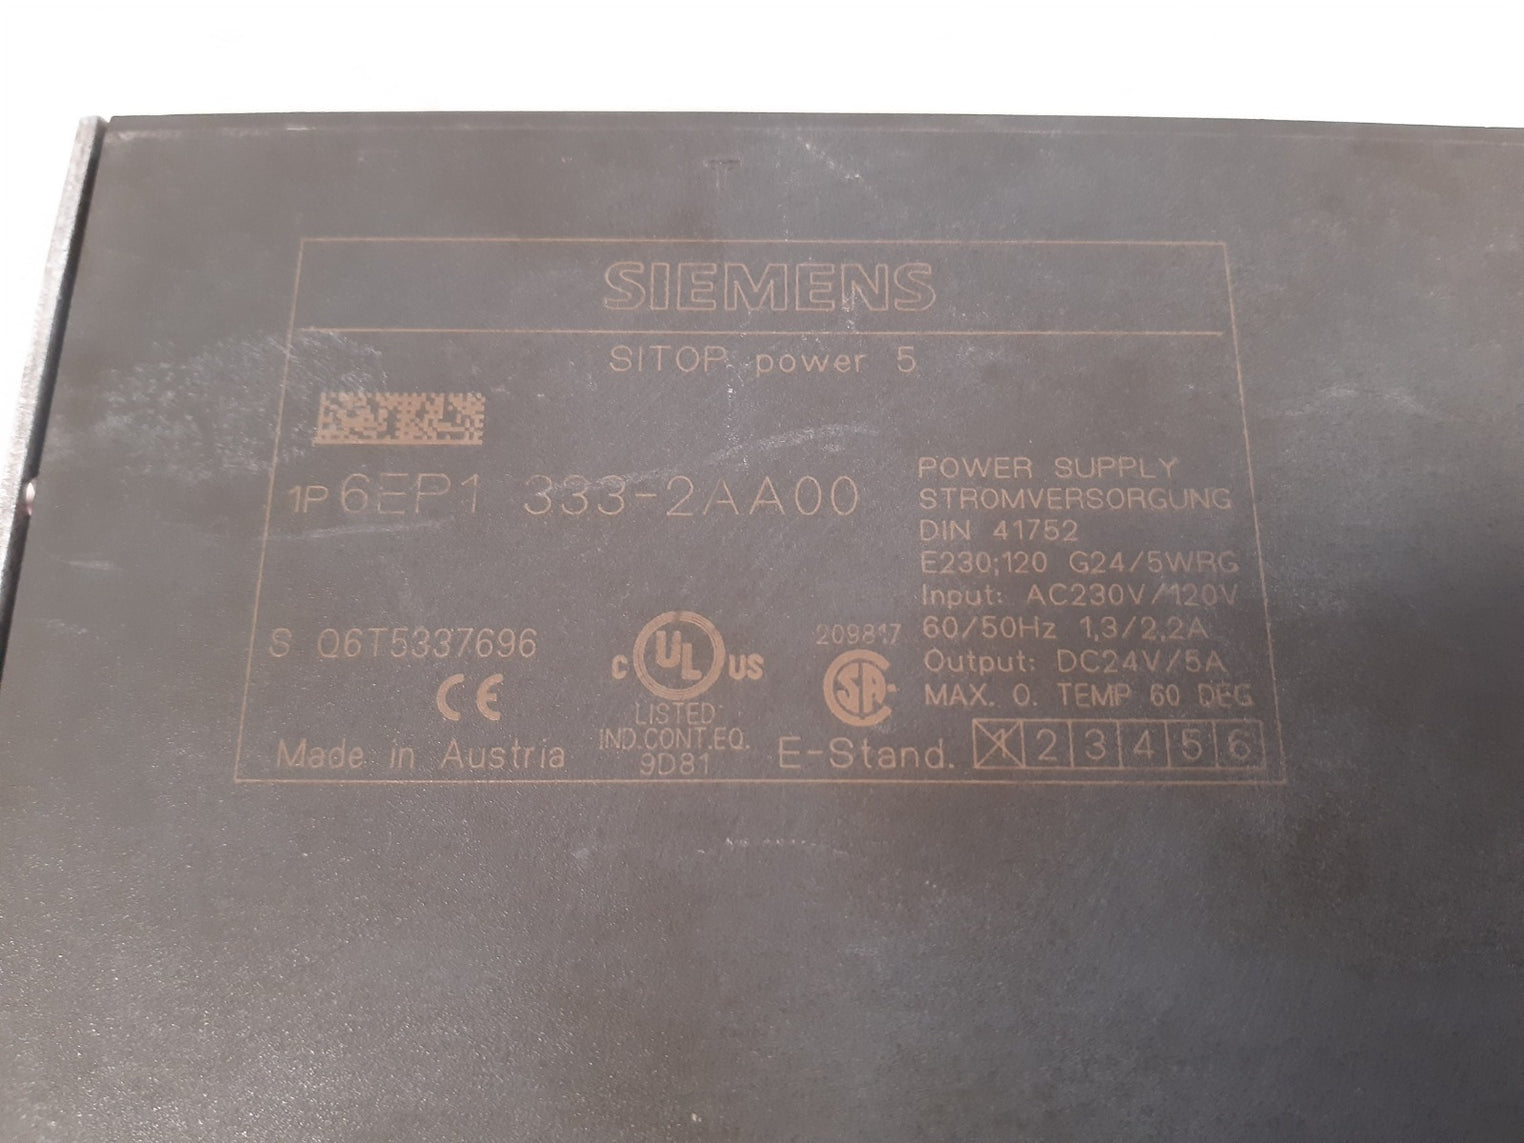 SIEMENS
SITOP power 5
1P 6EP1 333-2AA00
POWER SUPPLY
STROMVERSORGUNG
DIN 41752
E230;120 G24/5WRG
Input: AC230V/120V
60/50Hz 1,3/2,2A
Output: DC24V/5A
MAX. O. TEMP 60 DEG
S Q6T5337696
CE
C UL US
LISTED
IND.CONT.EQ.
9D81
209817
SA
Made in Austria
E-Stand. 1 2 3 4 5 6